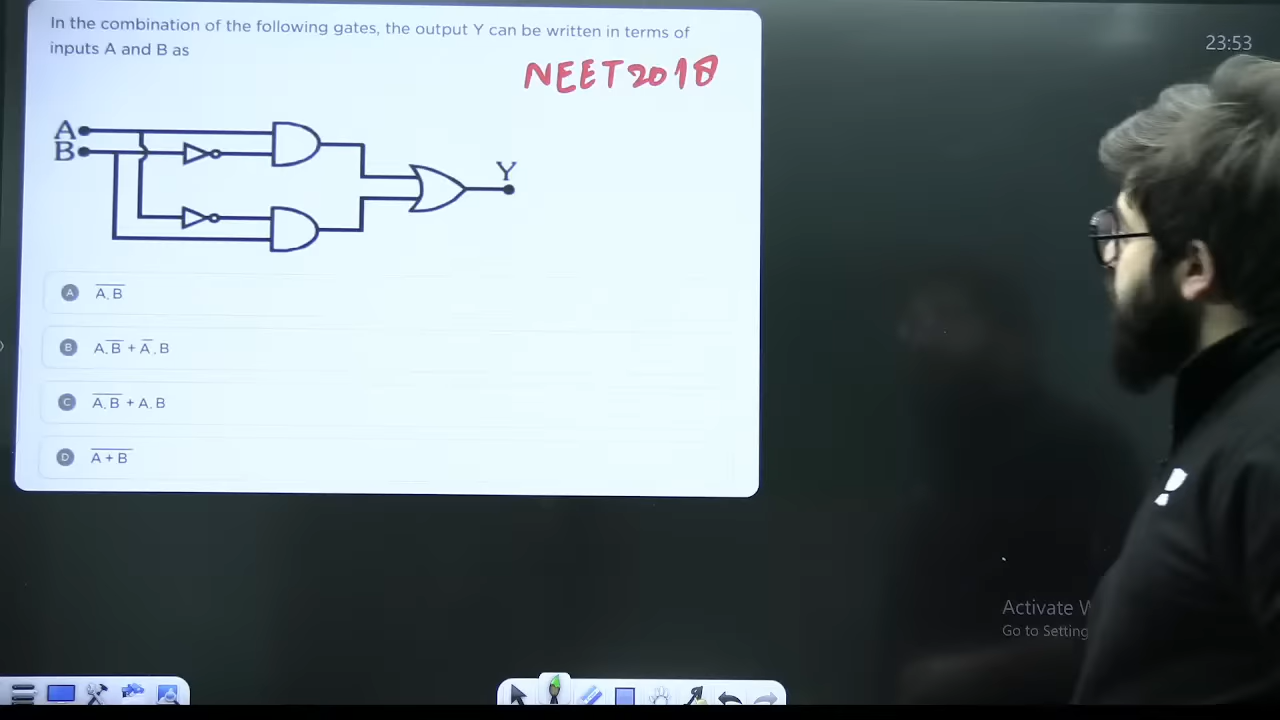 In the combination of the following gates, the output Y can be written in terms of
inputs A and B as
NEET2018
23:53
A
B
Y
A A.B̅
B A.B̅ + A̅.B
C A.B̅ + A.B
D A + B̅
Activate W
Go to Setting